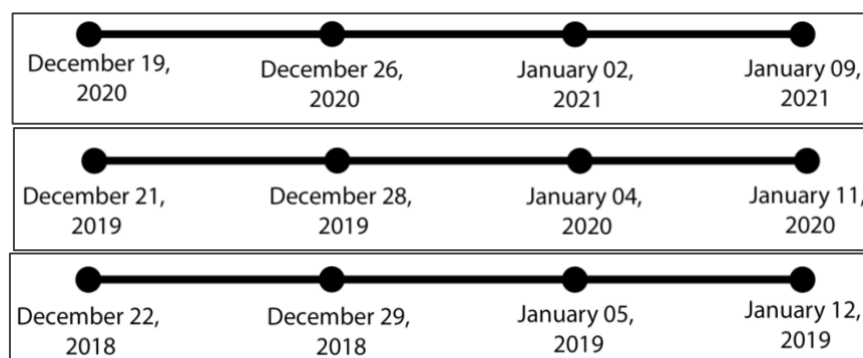 December 19,
2020
December 26,
2020
January 02,
2021
January 09,
2021
December 21,
2019
December 28,
2019
January 04,
2020
January 11,
2020
December 22,
2018
December 29,
2018
January 05,
2019
January 12,
2019